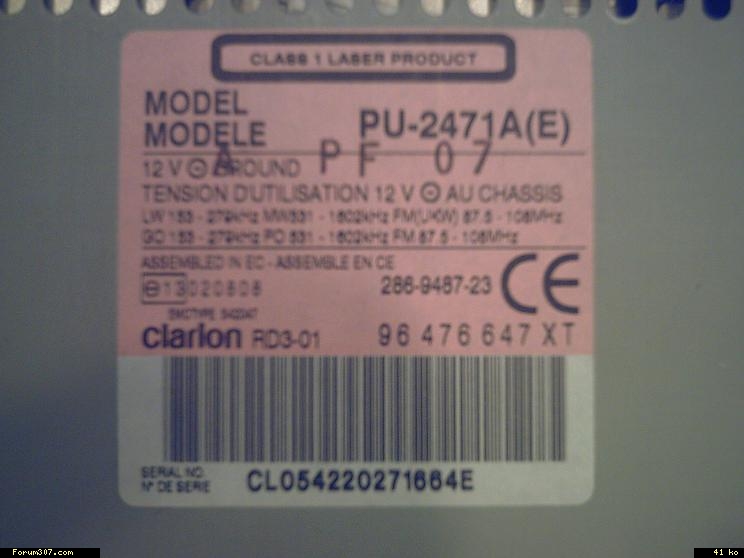 CLASS 1 LASER PRODUCT
MODEL
MODELE PU-2471A(E)
A PF 07
12 V GROUND
TENSION D'UTILISATION 12 V AU CHASSIS
LW 153 - 279kHz MW531 - 1602kHz FM(UKW) 87.5 - 108MHz
GO 153 - 279kHz PO 531 - 1602kHz FM 87.5 - 108MHz
ASSEMBLED IN EC - ASSEMBLE EN CE
e13 020808 286-9487-23 CE
clarion RD3-01 96 476 647 XT
SERIAL NO.
N° DE SERIE CL054220271664E
Forum307.com 41 ko